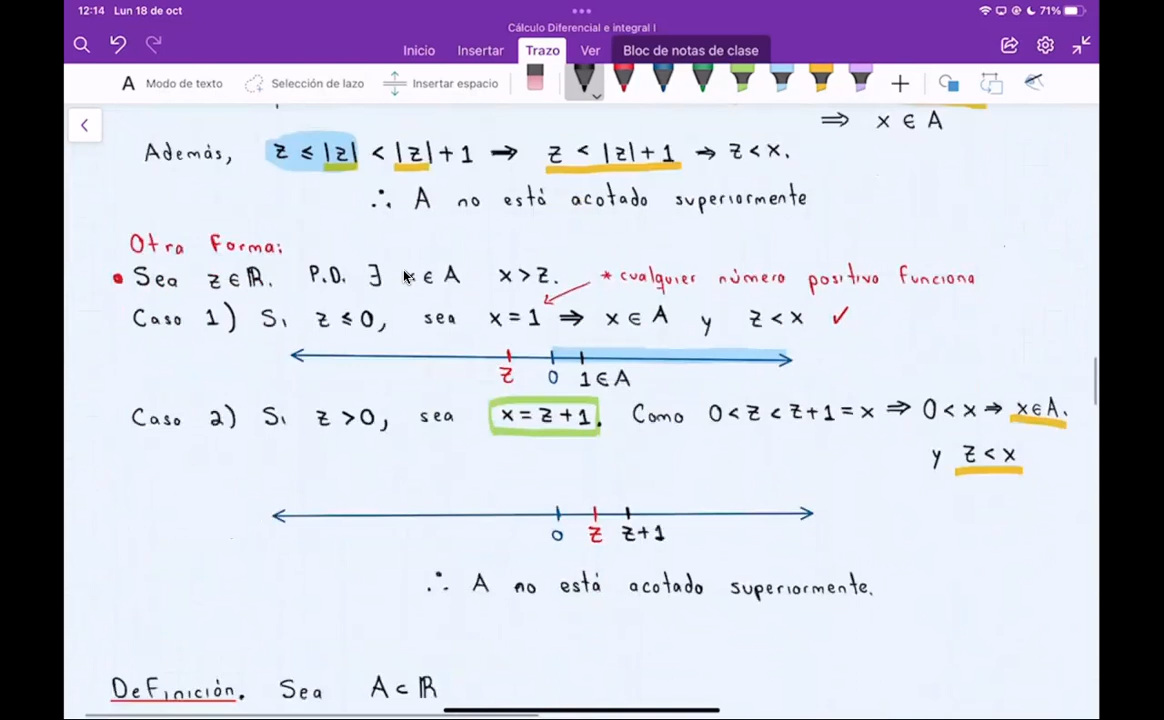 12:14 Lun 18 de oct
71%
Cálculo Diferencial e integral I
Inicio Insertar Trazo Ver Bloc de notas de clase
A Modo de texto Selección de lazo Insertar espacio
⇒ x ∈ A
Además, z ≤ |z| < |z| + 1 → z < |z| + 1 → z < x.
∴ A no está acotado superiormente
Otra Forma:
• Sea z ∈ ℝ. P.D. ∃ x ∈ A x > z. * cualquier número positivo funciona
Caso 1) Si z ≤ 0, sea x = 1 ⇒ x ∈ A y z < x ✓
z 0 1 ∈ A
Caso 2) Si z > 0, sea x = z + 1. Como 0 < z < z + 1 = x ⇒ 0 < x ⇒ x ∈ A.
y z < x
0 z z + 1
∴ A no está acotado superiormente.
Definición. Sea A ⊂ ℝ